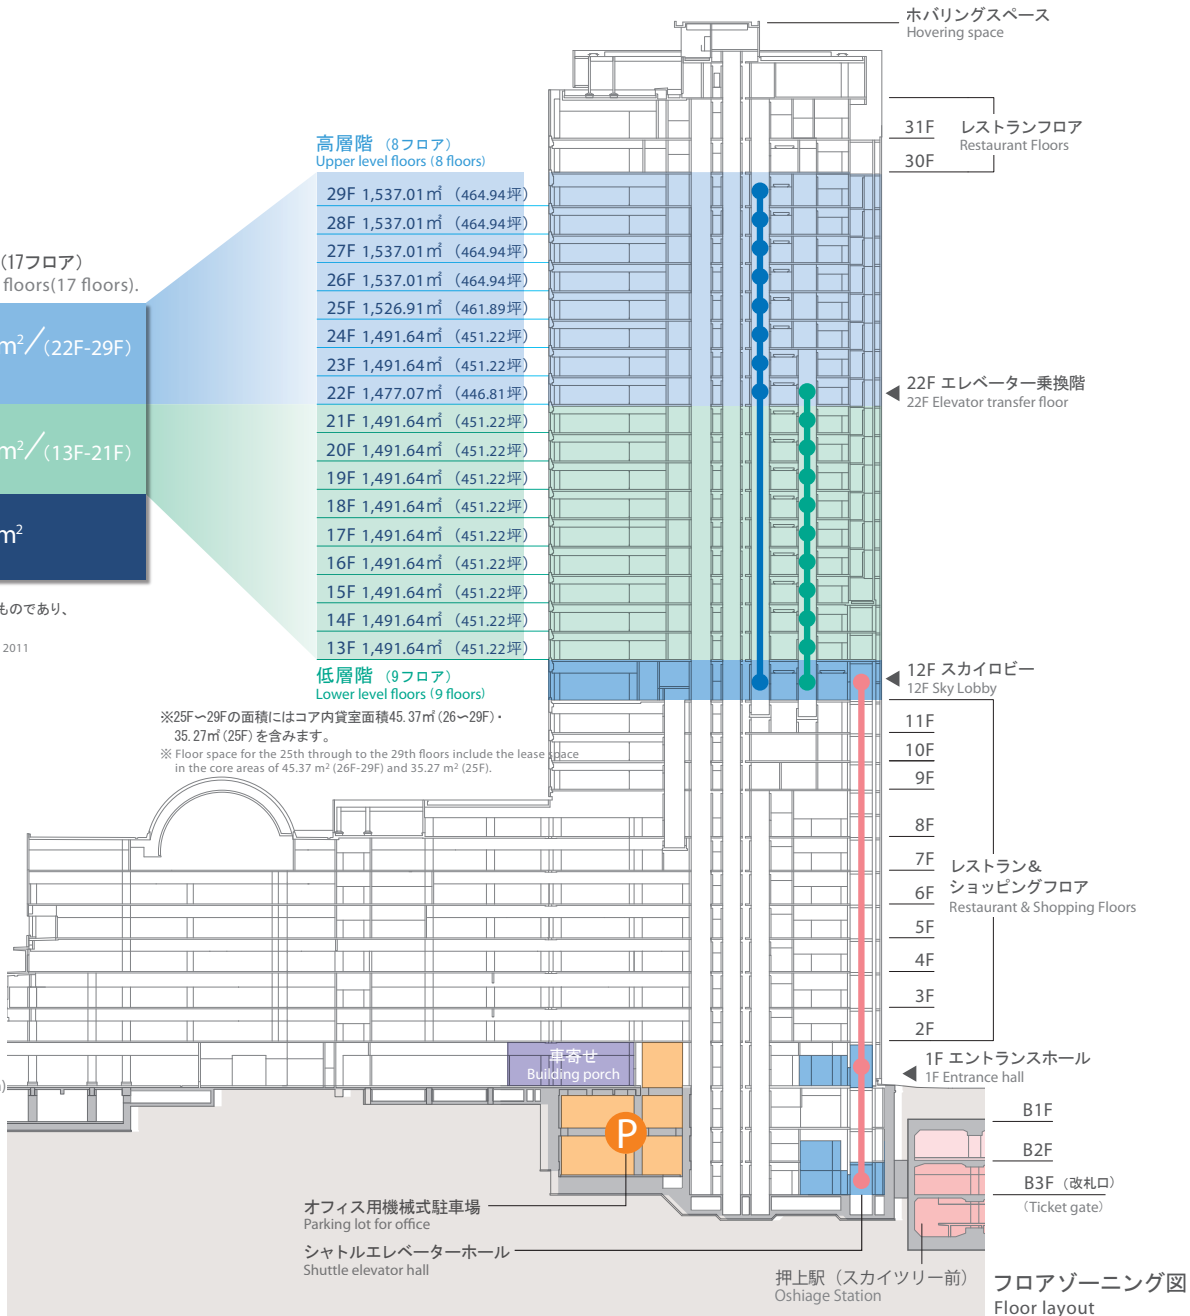 ホバリングスペース
Hovering space
31F
30F
レストランフロア
Restaurant Floors
高層階 (8フロア)
Upper level floors (8 floors)
29F 1,537.01㎡ (464.94坪)
28F 1,537.01㎡ (464.94坪)
27F 1,537.01㎡ (464.94坪)
26F 1,537.01㎡ (464.94坪)
25F 1,526.91㎡ (461.89坪)
24F 1,491.64㎡ (451.22坪)
23F 1,491.64㎡ (451.22坪)
22F 1,477.07㎡ (446.81坪)
21F 1,491.64㎡ (451.22坪)
20F 1,491.64㎡ (451.22坪)
19F 1,491.64㎡ (451.22坪)
18F 1,491.64㎡ (451.22坪)
17F 1,491.64㎡ (451.22坪)
16F 1,491.64㎡ (451.22坪)
15F 1,491.64㎡ (451.22坪)
14F 1,491.64㎡ (451.22坪)
13F 1,491.64㎡ (451.22坪)
低層階 (9フロア)
Lower level floors (9 floors)
(17フロア)
floors(17 floors).
m²/(22F-29F)
m²/(13F-21F)
m²
ものであり、
2011
※25F〜29Fの面積にはコア内貸室面積45.37㎡(26〜29F)・
35.27㎡(25F)を含みます。
※ Floor space for the 25th through to the 29th floors include the lease space
in the core areas of 45.37 m² (26F-29F) and 35.27 m² (25F).
22F エレベーター乗換階
22F Elevator transfer floor
12F スカイロビー
12F Sky Lobby
11F
10F
9F
8F
7F
6F
5F
4F
3F
2F
レストラン&
ショッピングフロア
Restaurant & Shopping Floors
1F エントランスホール
1F Entrance hall
車寄せ
Building porch
P
)
B1F
B2F
B3F (改札口)
(Ticket gate)
オフィス用機械式駐車場
Parking lot for office
シャトルエレベーターホール
Shuttle elevator hall
押上駅 (スカイツリー前)
Oshiage Station
フロアゾーニング図
Floor layout